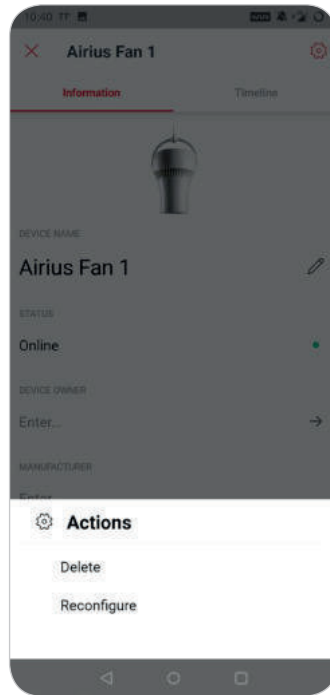 10:40
Airius Fan 1
Information Timeline
DEVICE NAME
Airius Fan 1
STATUS
Online
DEVICE OWNER
Enter...
MANUFACTURER
Enter
Actions
Delete
Reconfigure